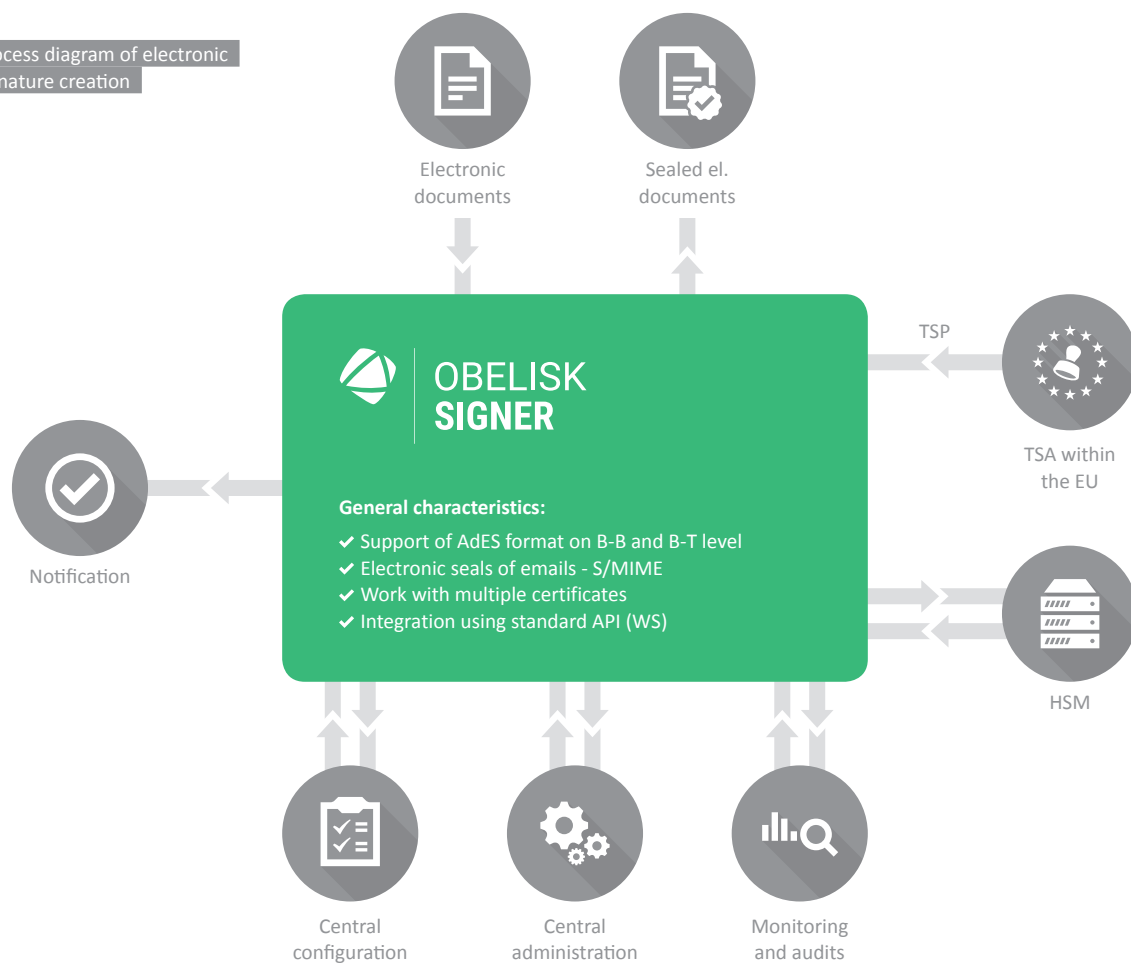 ocess diagram of electronic
nature creation
Electronic
documents
Sealed el.
documents
TSP
OBELISK
SIGNER
TSA within
the EU
General characteristics:
Support of AdES format on B-B and B-T level
Electronic seals of emails - S/MIME
Work with multiple certificates
Integration using standard API (WS)
Notification
HSM
Central
configuration
Central
administration
Monitoring
and audits